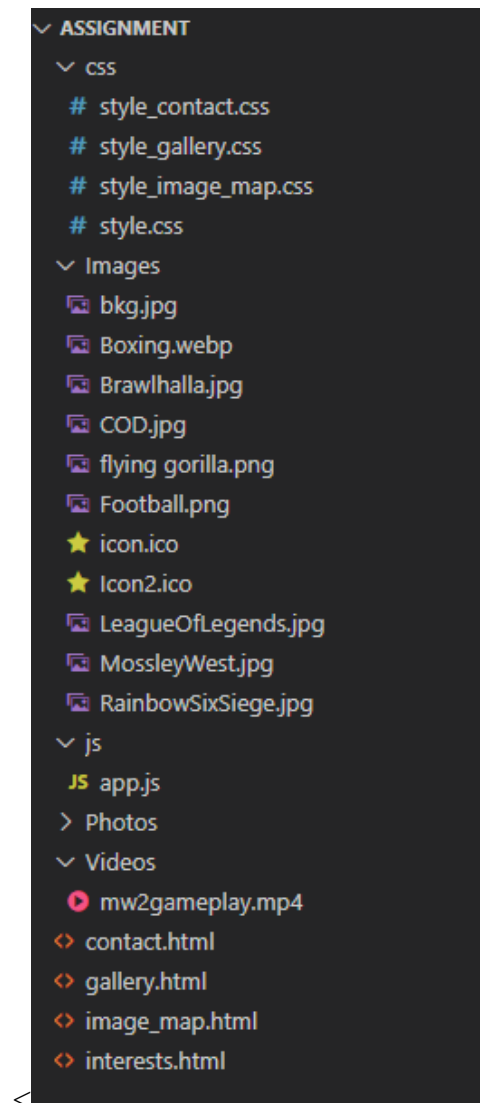 ASSIGNMENT
css
# style_contact.css
# style_gallery.css
# style_image_map.css
# style.css
Images
bkg.jpg
Boxing.webp
Brawlhalla.jpg
COD.jpg
flying gorilla.png
Football.png
icon.ico
Icon2.ico
LeagueOfLegends.jpg
MossleyWest.jpg
RainbowSixSiege.jpg
js
JS app.js
Photos
Videos
mw2gameplay.mp4
<> contact.html
<> gallery.html
<> image_map.html
<> interests.html
<